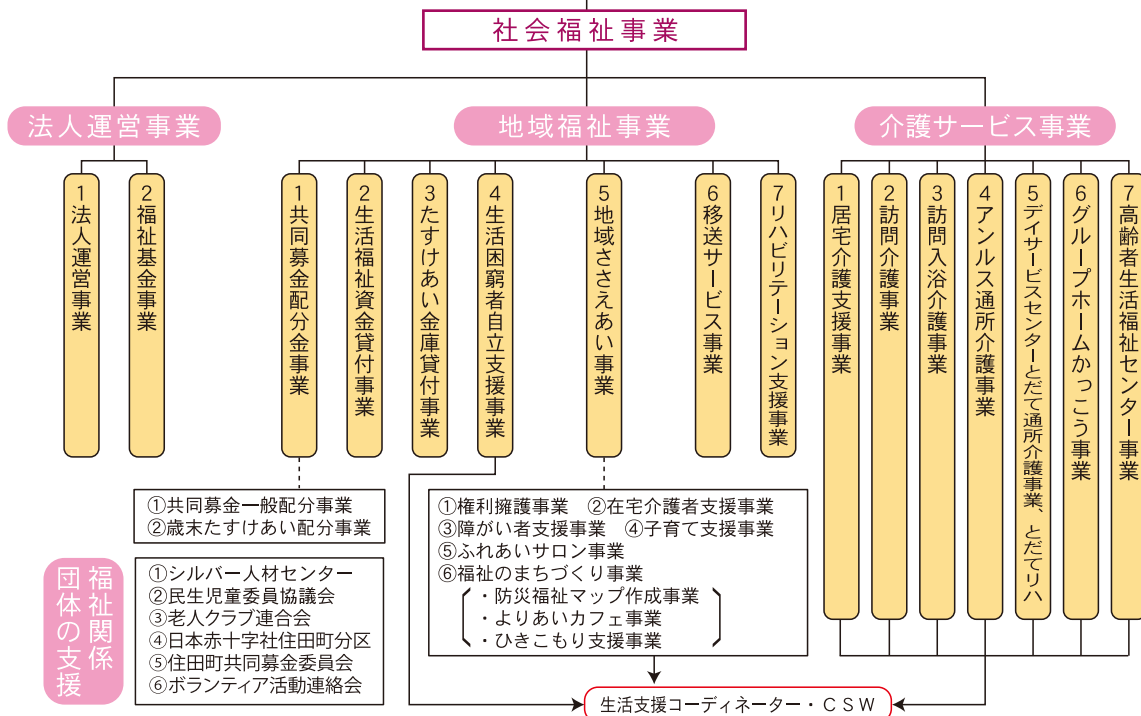 社会福祉事業
法人運営事業
地域福祉事業
介護サービス事業
1法人運営事業
2福祉基金事業
1共同募金配分金事業
2生活福祉資金貸付事業
3たすけあい金庫貸付事業
4生活困窮者自立支援事業
5地域ささえあい事業
6移送サービス事業
7リハビリテーション支援事業
1居宅介護支援事業
2訪問介護事業
3訪問入浴介護事業
4アンルス通所介護事業
5デイサービスセンターとだて通所介護事業、とだてリハ
6グループホームかっこう事業
7高齢者生活福祉センター事業
①共同募金一般配分事業
②歳末たすけあい配分事業
①権利擁護事業 ②在宅介護者支援事業
③障がい者支援事業 ④子育て支援事業
⑤ふれあいサロン事業
⑥福祉のまちづくり事業
・防災福祉マップ作成事業
・よりあいカフェ事業
・ひきこもり支援事業
福祉関係
団体の支援
①シルバー人材センター
②民生児童委員協議会
③老人クラブ連合会
④日本赤十字社住田町分区
⑤住田町共同募金委員会
⑥ボランティア活動連絡会
生活支援コーディネーター・CSW